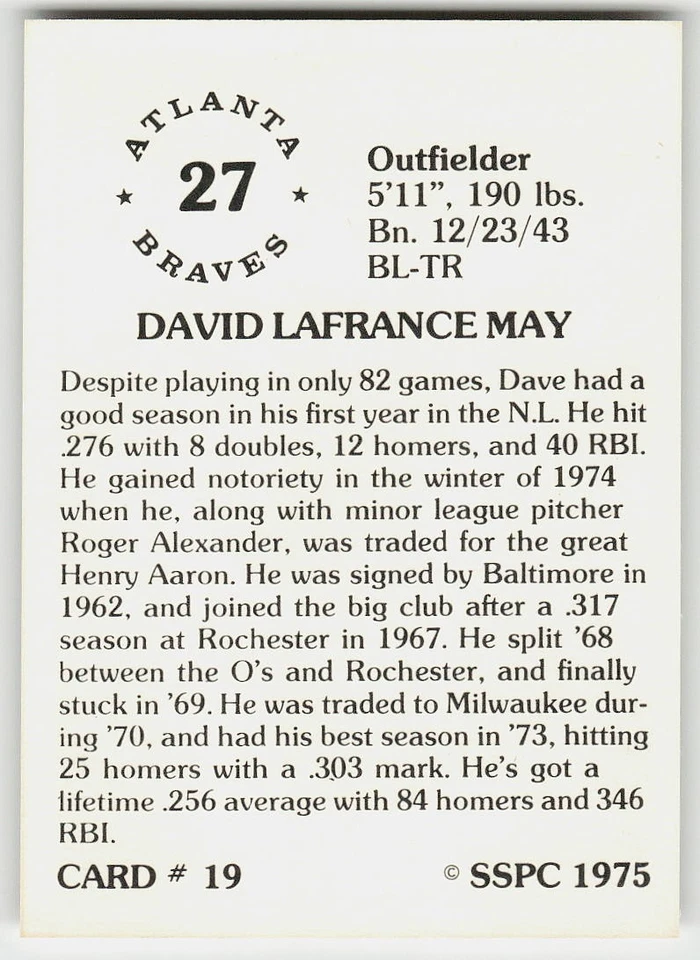 ATLANTA
★ 27 ★
BRAVES
Outfielder
5'11", 190 lbs.
Bn. 12/23/43
BL-TR
DAVID LAFRANCE MAY
Despite playing in only 82 games, Dave had a
good season in his first year in the N.L. He hit
.276 with 8 doubles, 12 homers, and 40 RBI.
He gained notoriety in the winter of 1974
when he, along with minor league pitcher
Roger Alexander, was traded for the great
Henry Aaron. He was signed by Baltimore in
1962, and joined the big club after a .317
season at Rochester in 1967. He split '68
between the O's and Rochester, and finally
stuck in '69. He was traded to Milwaukee dur-
ing '70, and had his best season in '73, hitting
25 homers with a .303 mark. He's got a
lifetime .256 average with 84 homers and 346
RBI.
CARD # 19
© SSPC 1975